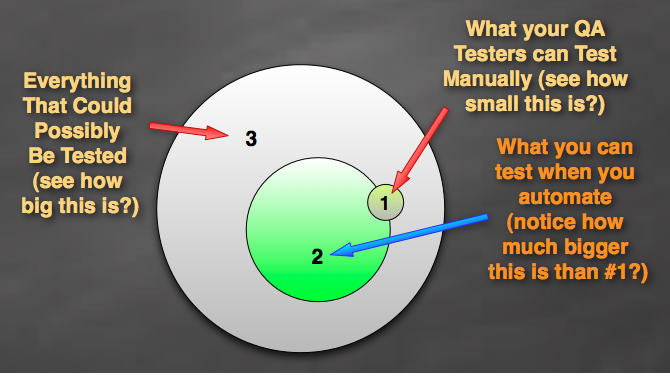 Everything
That Could
Possibly
Be Tested
(see how
big this is?)
What your QA
Testers can Test
Manually (see how
small this is?)
What you can
test when you
automate
(notice how
much bigger
this is than #1?)
3
1
2